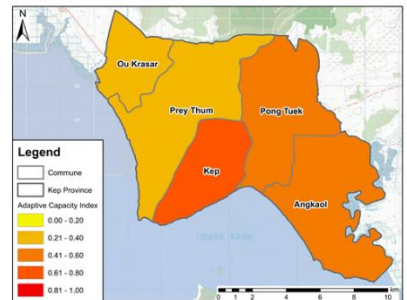 N
Ou Krasar
Prey Thum
Pong Tuek
Kep
Angkaol
Legend
Commune
Kep Province
Adaptive Capacity Index
0.00 - 0.20
0.21 - 0.40
0.41 - 0.60
0.61 - 0.80
0.81 - 1.00
km
0 1 2 4 6 8 10